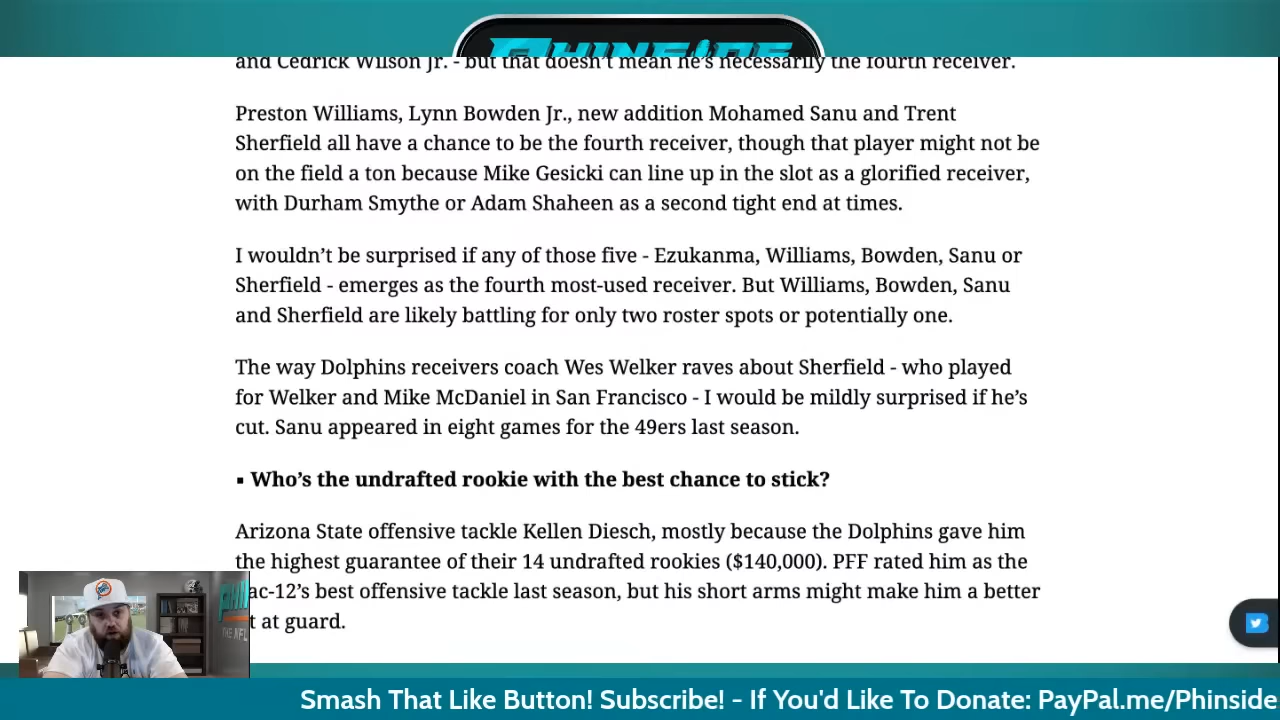 PHINSIDE
and Cedrick Wilson Jr. - but that doesn't mean he's necessarily the fourth receiver.
Preston Williams, Lynn Bowden Jr., new addition Mohamed Sanu and Trent
Sherfield all have a chance to be the fourth receiver, though that player might not be
on the field a ton because Mike Gesicki can line up in the slot as a glorified receiver,
with Durham Smythe or Adam Shaheen as a second tight end at times.
I wouldn’t be surprised if any of those five - Ezukanma, Williams, Bowden, Sanu or
Sherfield - emerges as the fourth most-used receiver. But Williams, Bowden, Sanu
and Sherfield are likely battling for only two roster spots or potentially one.
The way Dolphins receivers coach Wes Welker raves about Sherfield - who played
for Welker and Mike McDaniel in San Francisco - I would be mildly surprised if he’s
cut. Sanu appeared in eight games for the 49ers last season.
▪ Who’s the undrafted rookie with the best chance to stick?
Arizona State offensive tackle Kellen Diesch, mostly because the Dolphins gave him
the highest guarantee of their 14 undrafted rookies ($140,000). PFF rated him as the
ac-12’s best offensive tackle last season, but his short arms might make him a better
t at guard.
PHIN
THE NFL
Smash That Like Button! Subscribe! - If You'd Like To Donate: PayPal.me/Phinside